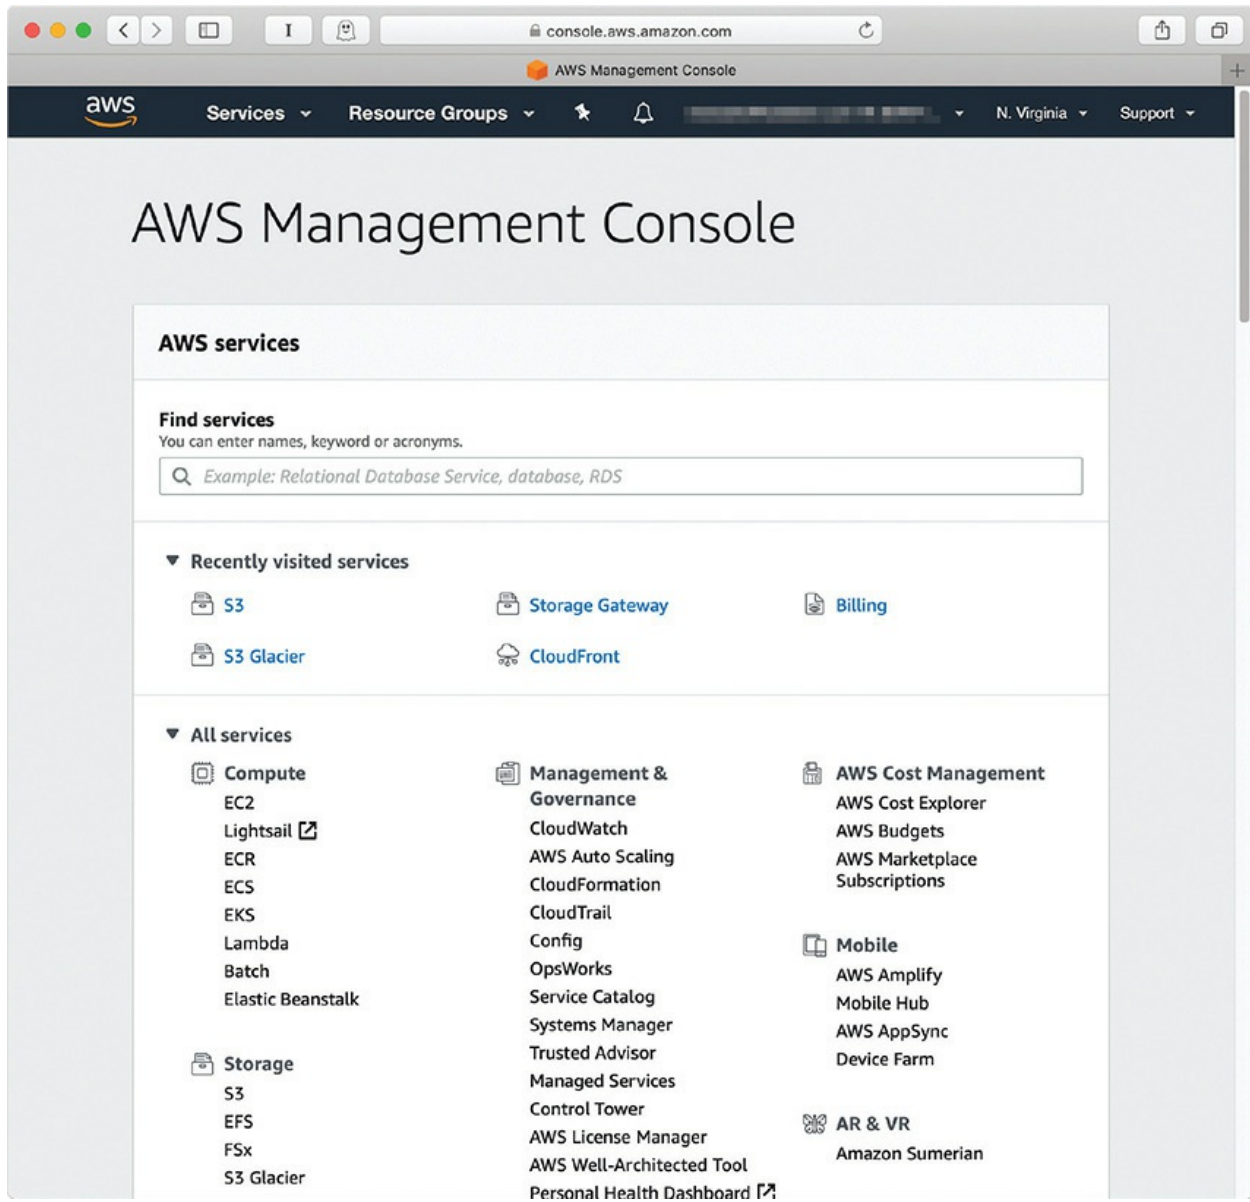 console.aws.amazon.com
AWS Management Console
aws
Services
Resource Groups
N. Virginia
Support
AWS Management Console
AWS services
Find services
You can enter names, keyword or acronyms.
Example: Relational Database Service, database, RDS
Recently visited services
S3
Storage Gateway
Billing
S3 Glacier
CloudFront
All services
Compute
EC2
Lightsail
ECR
ECS
EKS
Lambda
Batch
Elastic Beanstalk
Storage
S3
EFS
FSx
S3 Glacier
Management &
Governance
CloudWatch
AWS Auto Scaling
CloudFormation
CloudTrail
Config
OpsWorks
Service Catalog
Systems Manager
Trusted Advisor
Managed Services
Control Tower
AWS License Manager
AWS Well-Architected Tool
Personal Health Dashboard
AWS Cost Management
AWS Cost Explorer
AWS Budgets
AWS Marketplace
Subscriptions
Mobile
AWS Amplify
Mobile Hub
AWS AppSync
Device Farm
AR & VR
Amazon Sumerian